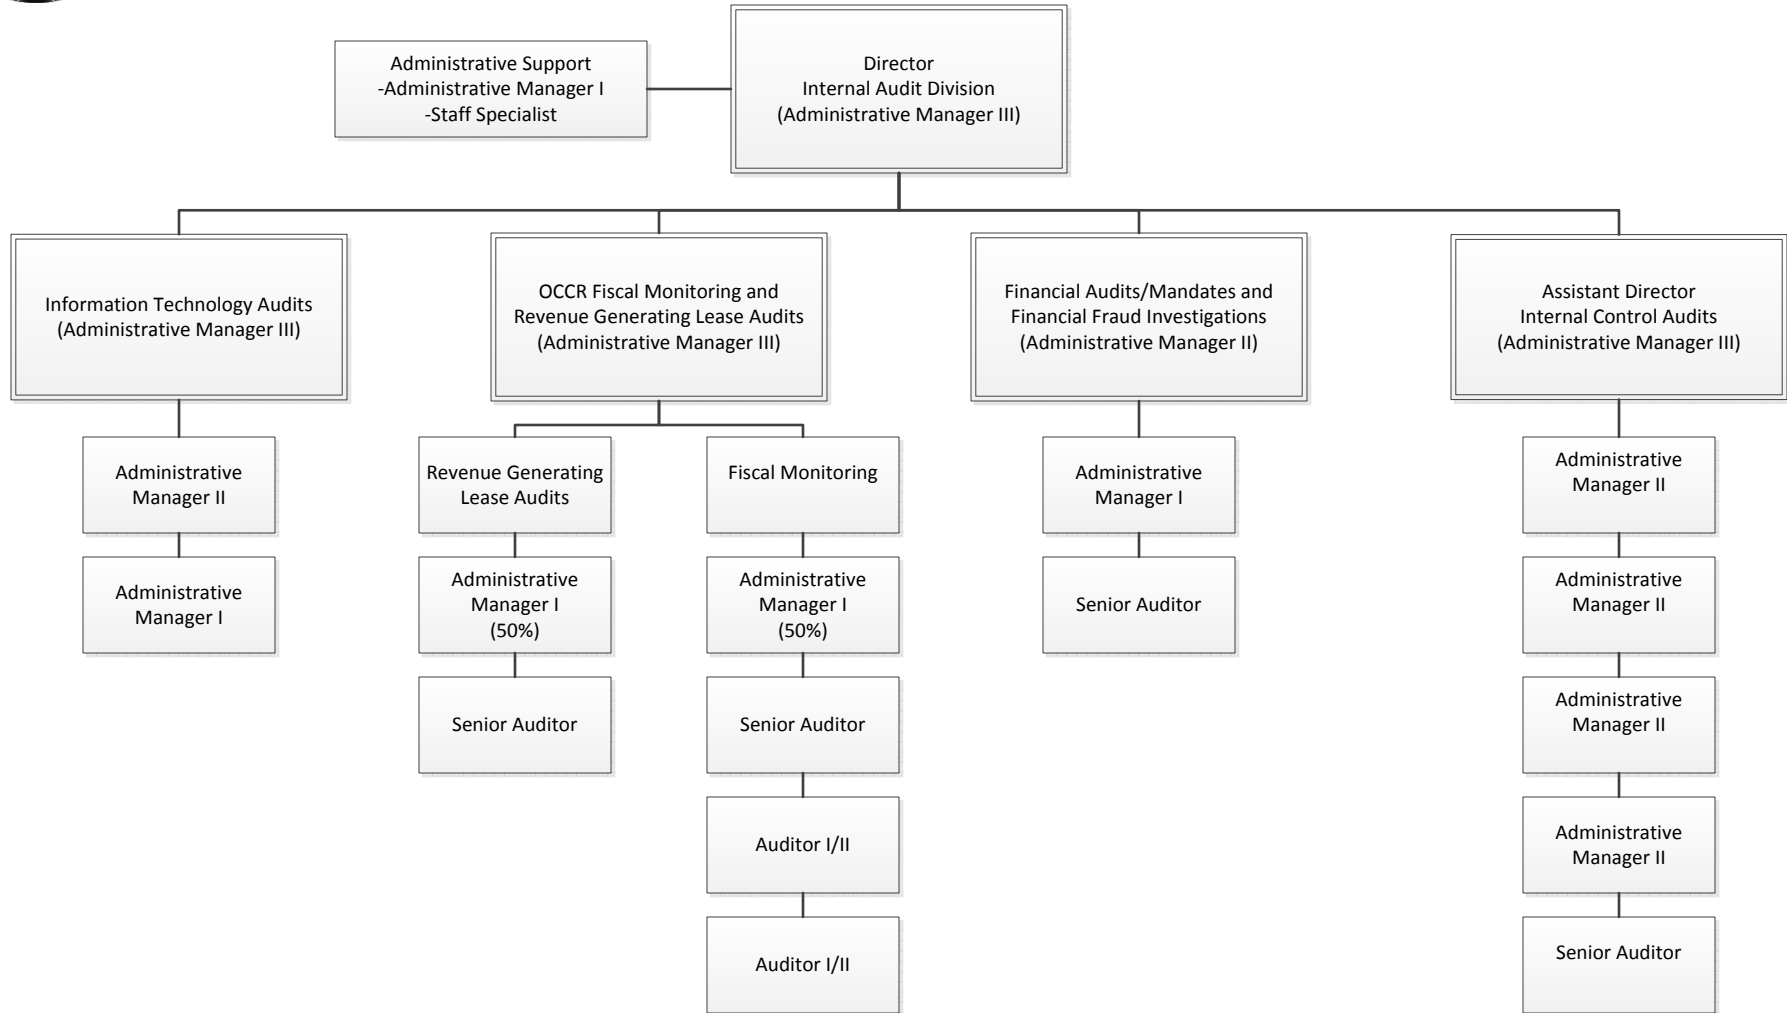 Administrative Support
-Administrative Manager I
-Staff Specialist
Director
Internal Audit Division
(Administrative Manager III)
Information Technology Audits
(Administrative Manager III)
OCCR Fiscal Monitoring and
Revenue Generating Lease Audits
(Administrative Manager III)
Financial Audits/Mandates and
Financial Fraud Investigations
(Administrative Manager II)
Assistant Director
Internal Control Audits
(Administrative Manager III)
Administrative
Manager II
Administrative
Manager I
Revenue Generating
Lease Audits
Administrative
Manager I
(50%)
Senior Auditor
Fiscal Monitoring
Administrative
Manager I
(50%)
Senior Auditor
Auditor I/II
Auditor I/II
Administrative
Manager I
Senior Auditor
Administrative
Manager II
Administrative
Manager II
Administrative
Manager II
Administrative
Manager II
Senior Auditor